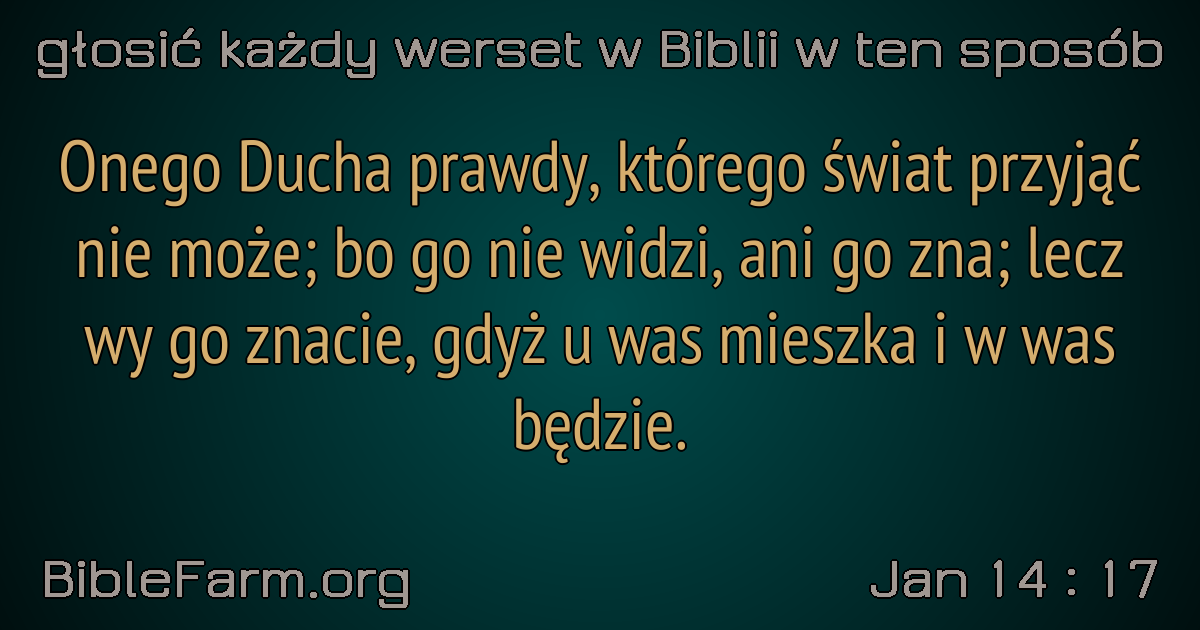 głosić każdy werset w Biblii w ten sposób
Onego Ducha prawdy, którego świat przyjąć
nie może; bo go nie widzi, ani go zna; lecz
wy go znacie, gdyż u was mieszka i w was
będzie.
BibleFarm.org
Jan 14 : 17